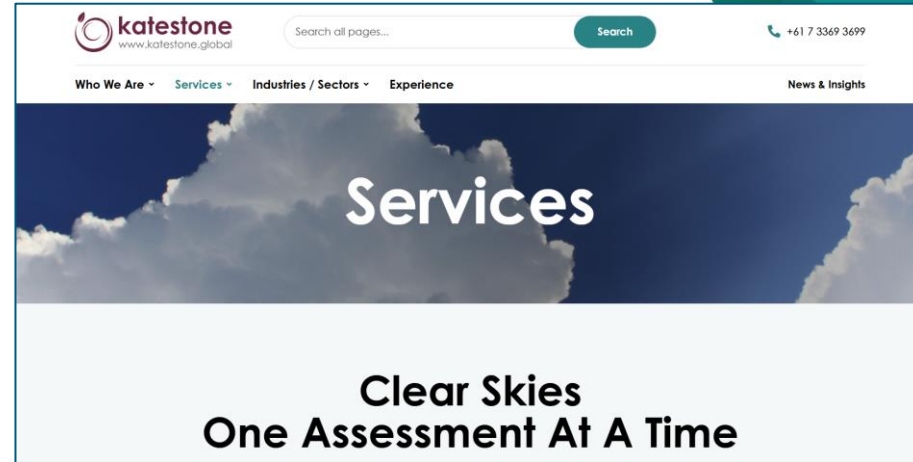 katestone
www.katestone.global
Search all pages...
Search
+61 7 3369 3699
Who We Are
Services
Industries / Sectors
Experience
News & Insights
Services
Clear Skies
One Assessment At A Time